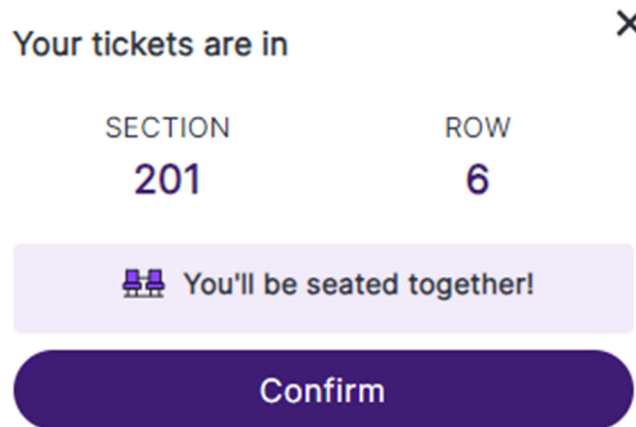 Your tickets are in
SECTION ROW
201 6
You'll be seated together!
Confirm